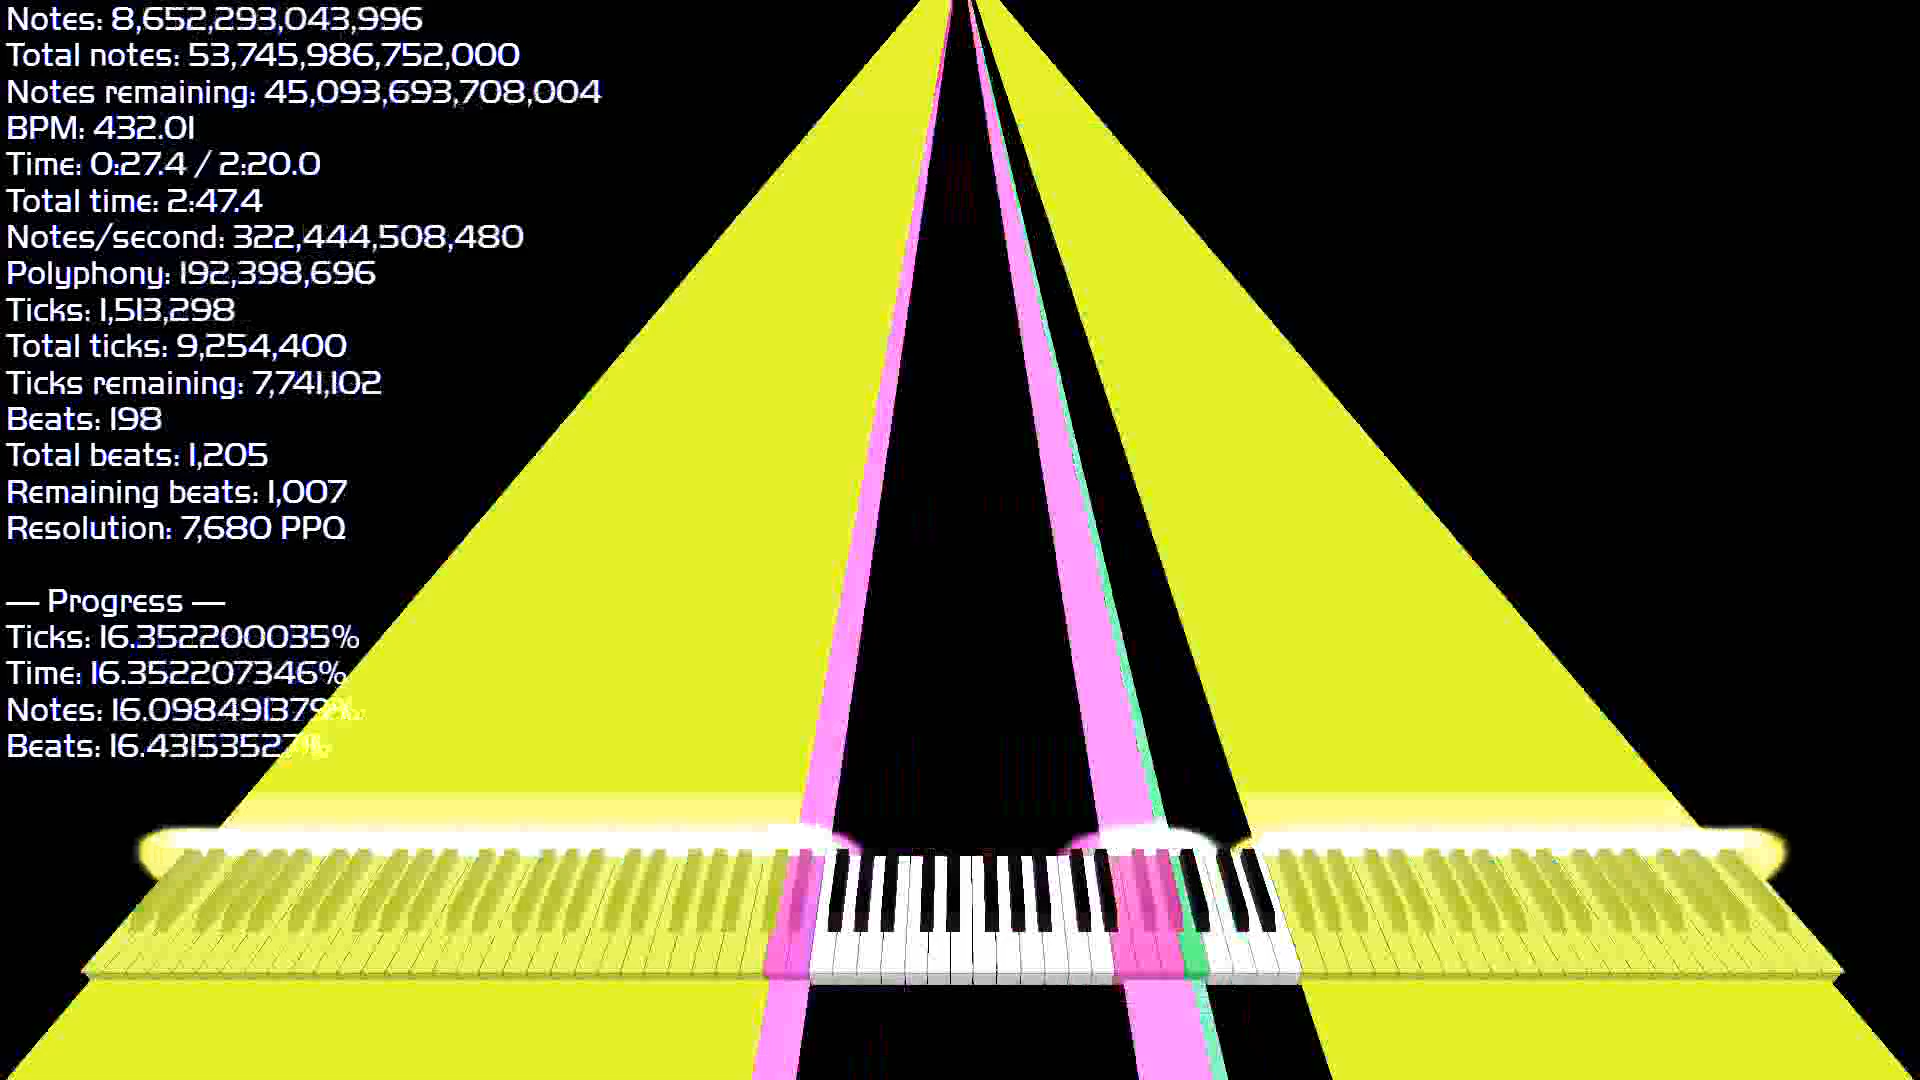 Notes: 8,652,293,043,996
Total notes: 53,745,986,752,000
Notes remaining: 45,093,693,708,004
BPM: 432.01
Time: 0:27.4 / 2:20.0
Total time: 2:47.4
Notes/second: 322,444,508,480
Polyphony: 192,398,696
Ticks: 1,513,298
Total ticks: 9,254,400
Ticks remaining: 7,741,102
Beats: 198
Total beats: 1,205
Remaining beats: 1,007
Resolution: 7,680 PPQ
— Progress —
Ticks: 16.352200035%
Time: 16.352207346%
Notes:
Beats: